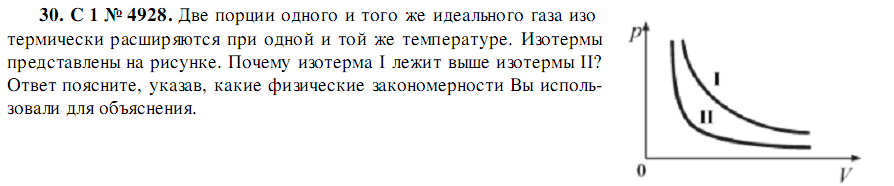 30. С 1 № 4928. Две порции одного и того же идеального газа изо
термически расширяются при одной и той же температуре. Изотермы
представлены на рисунке. Почему изотерма I лежит выше изотермы II?
Ответ поясните, указав, какие физические закономерности Вы исполь-
зовали для объяснения.
p
I
II
0
V